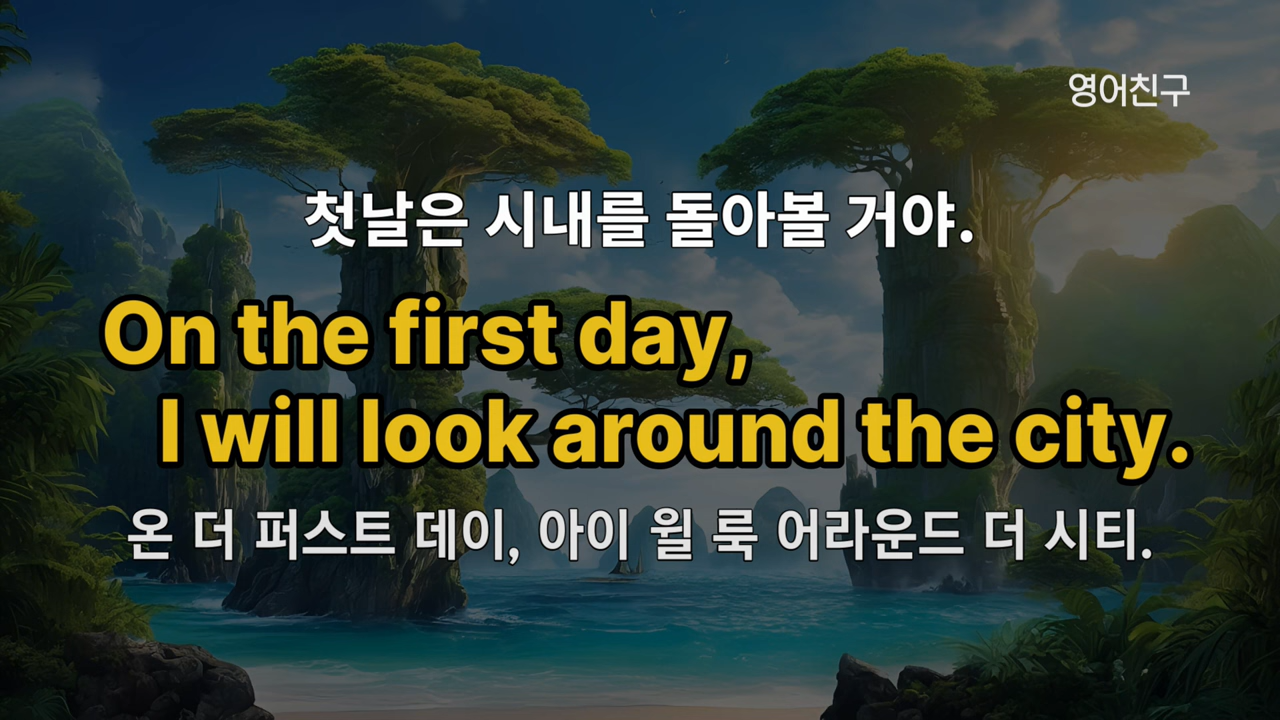 영어친구
첫날은 시내를 돌아볼 거야.
On the first day,
I will look around the city.
온 더 퍼스트 데이, 아이 윌 룩 어라운드 더 시티.